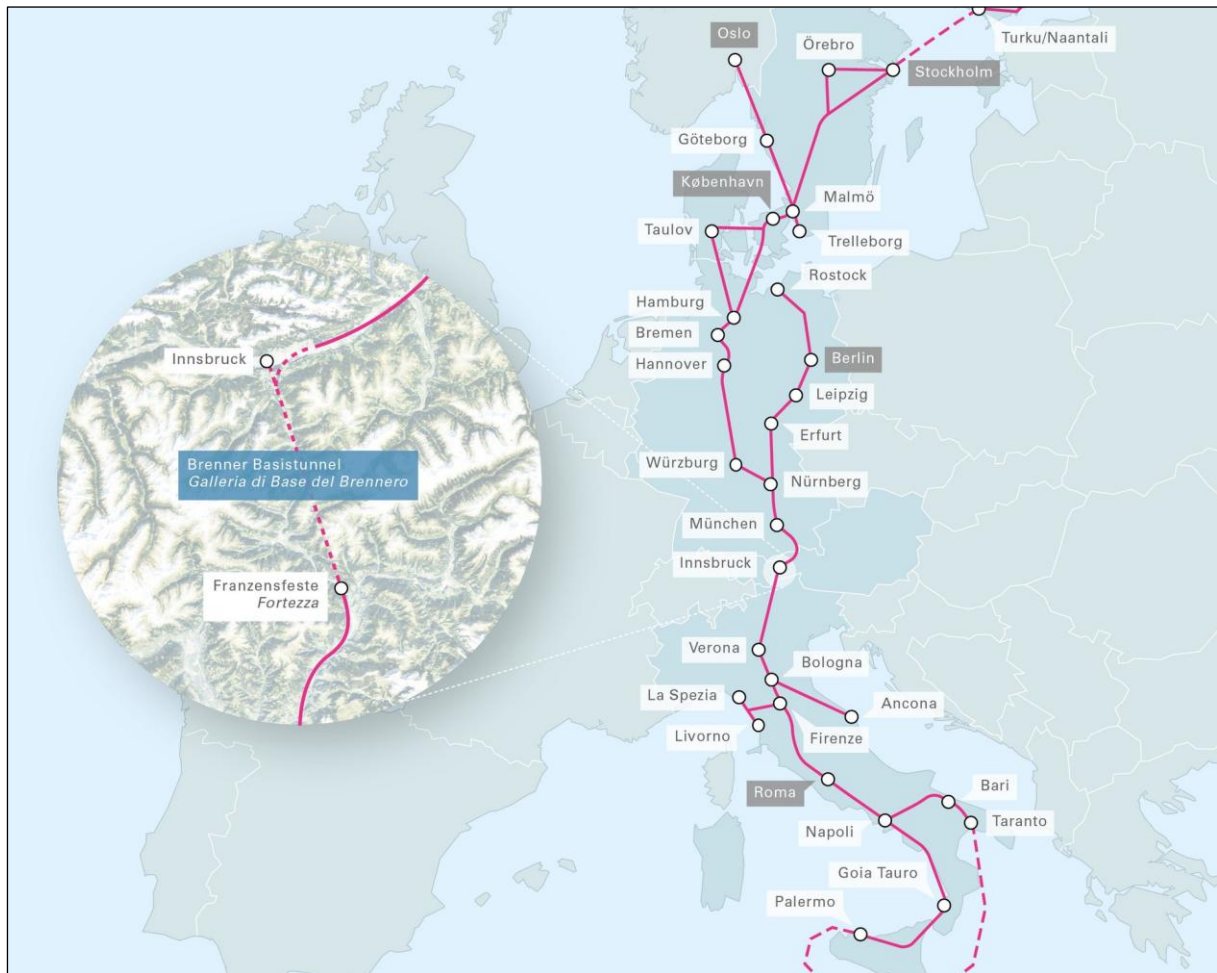 Turku/Naantali
Oslo
Örebro
Stockholm
Göteborg
København
Malmö
Taulov
Trelleborg
Rostock
Hamburg
Bremen
Berlin
Hannover
Leipzig
Erfurt
Würzburg
Nürnberg
München
Innsbruck
Verona
Bologna
La Spezia
Ancona
Livorno
Firenze
Roma
Bari
Napoli
Taranto
Goia Tauro
Palermo
Innsbruck
Brenner Basistunnel
Galleria di Base del Brennero
Franzensfeste
Fortezza